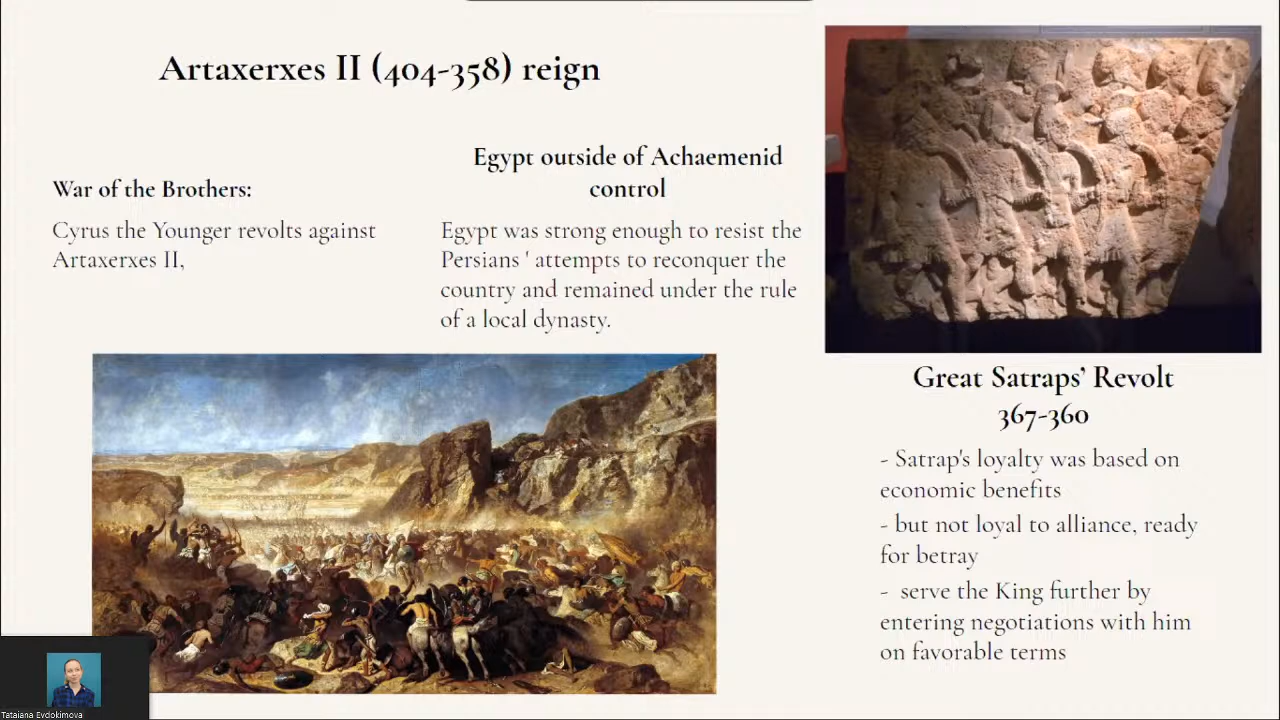 Artaxerxes II (404-358) reign
War of the Brothers:
Cyrus the Younger revolts against
Artaxerxes II,
Egypt outside of Achaemenid
control
Egypt was strong enough to resist the
Persians ' attempts to reconquer the
country and remained under the rule
of a local dynasty.
Great Satraps’ Revolt
367-360
- Satrap's loyalty was based on
economic benefits
- but not loyal to alliance, ready
for betray
-  serve the King further by
entering negotiations with him
on favorable terms
Tataiana Evdokimova